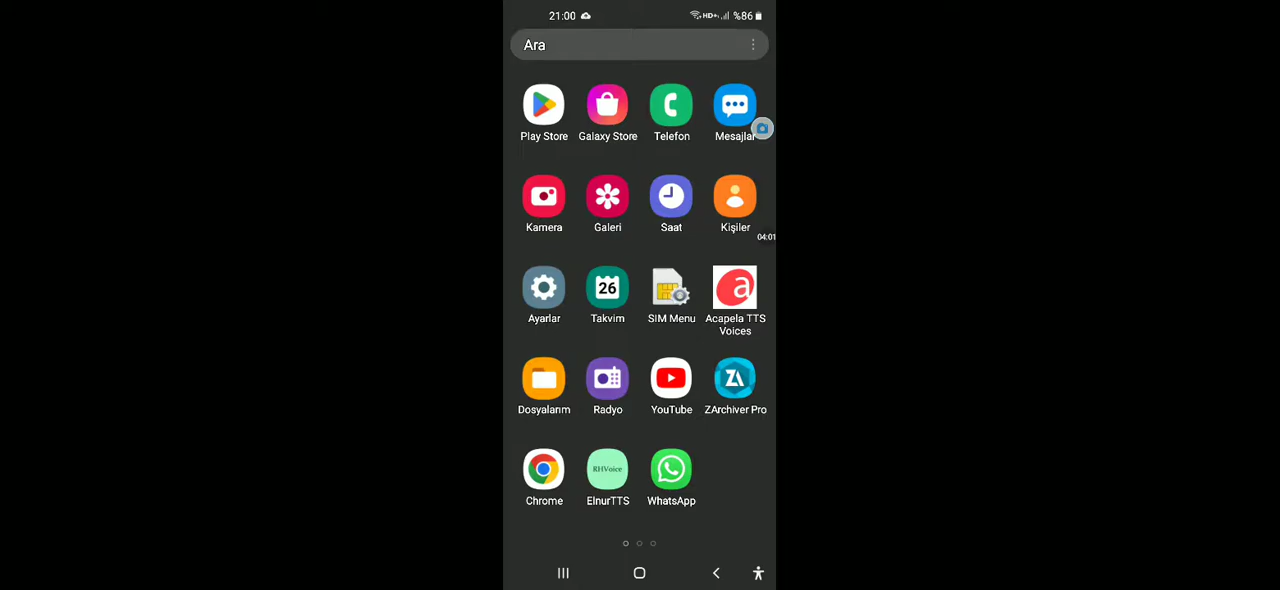 21:00 HD+ %86
Ara
Play Store Galaxy Store Telefon Mesajlar
Kamera Galeri Saat Kişiler
04:01
26
Ayarlar Takvim SIM Menu Acapela TTS
Voices
Dosyalarım Radyo YouTube ZArchiver Pro
RHVoice
Chrome ElnurTTS WhatsApp